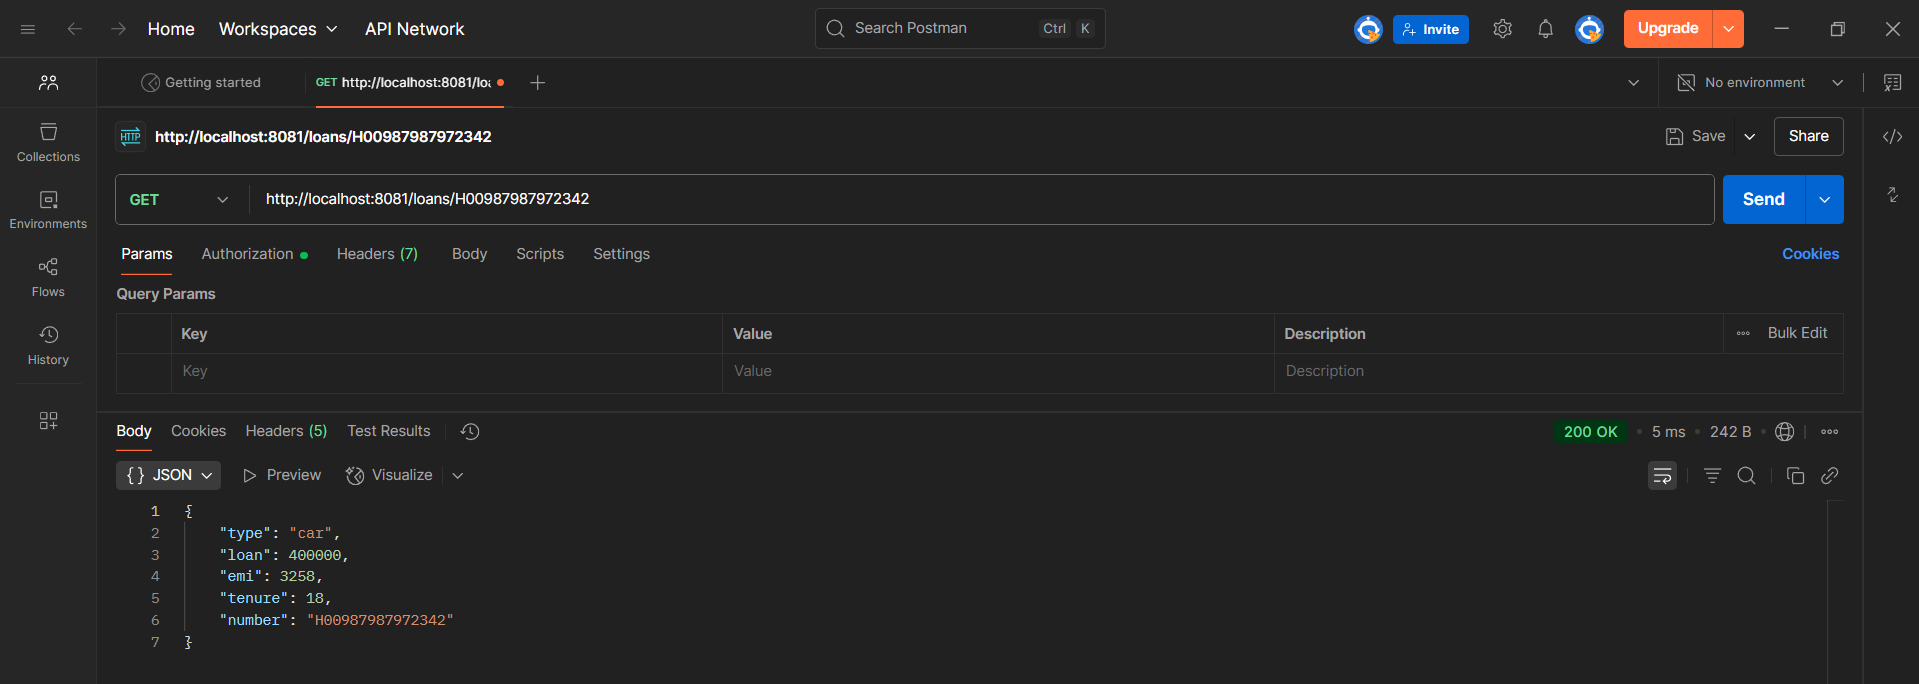 Home Workspaces API Network Search Postman Ctrl K Invite Upgrade
Getting started GET http://localhost:8081/loa No environment
HTTP http://localhost:8081/loans/H00987987972342 Save Share
Collections
GET http://localhost:8081/loans/H00987987972342 Send
Environments
Params Authorization Headers (7) Body Scripts Settings Cookies
Flows
Query Params
Key Value Description Bulk Edit
History
Key Value Description
Body Cookies Headers (5) Test Results 200 OK 5 ms 242 B
{} JSON Preview Visualize
1 {
2 "type": "car",
3 "loan": 400000,
4 "emi": 3258,
5 "tenure": 18,
6 "number": "H00987987972342"
7 }